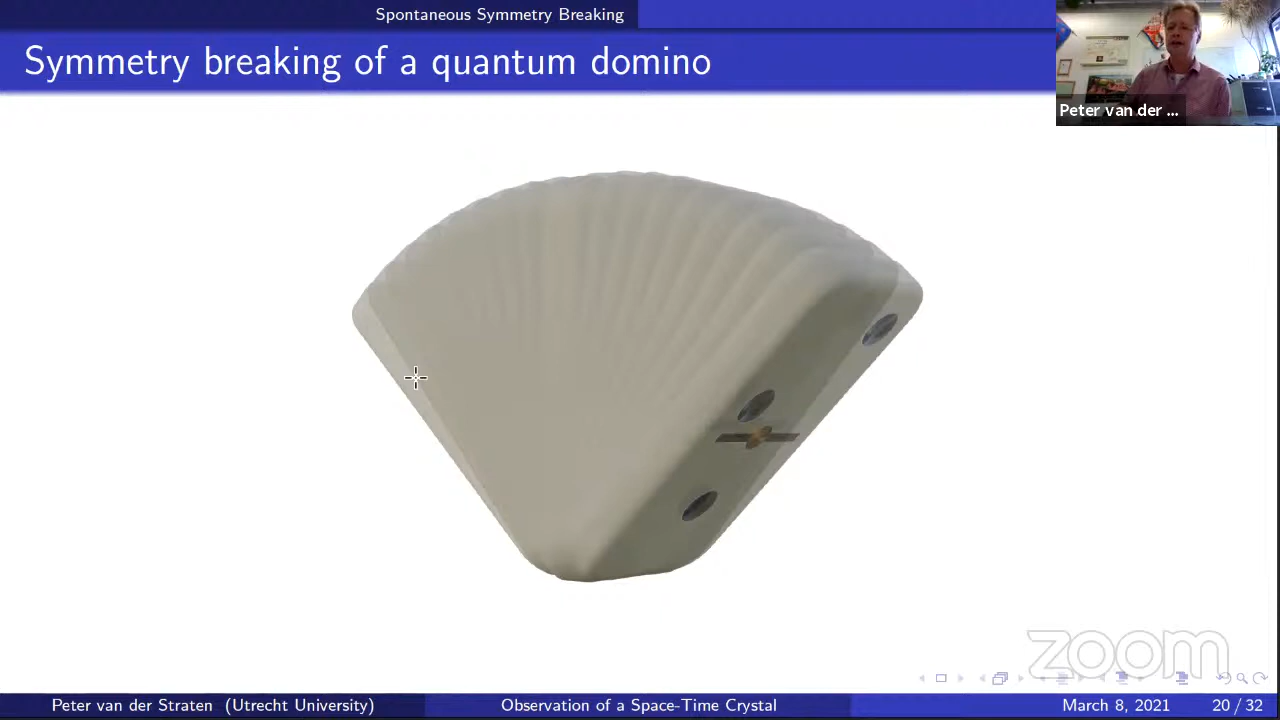 Spontaneous Symmetry Breaking
Symmetry breaking of a quantum domino
Peter van der ...
zoom
Peter van der Straten (Utrecht University)
Observation of a Space-Time Crystal
March 8, 2021
20 / 32